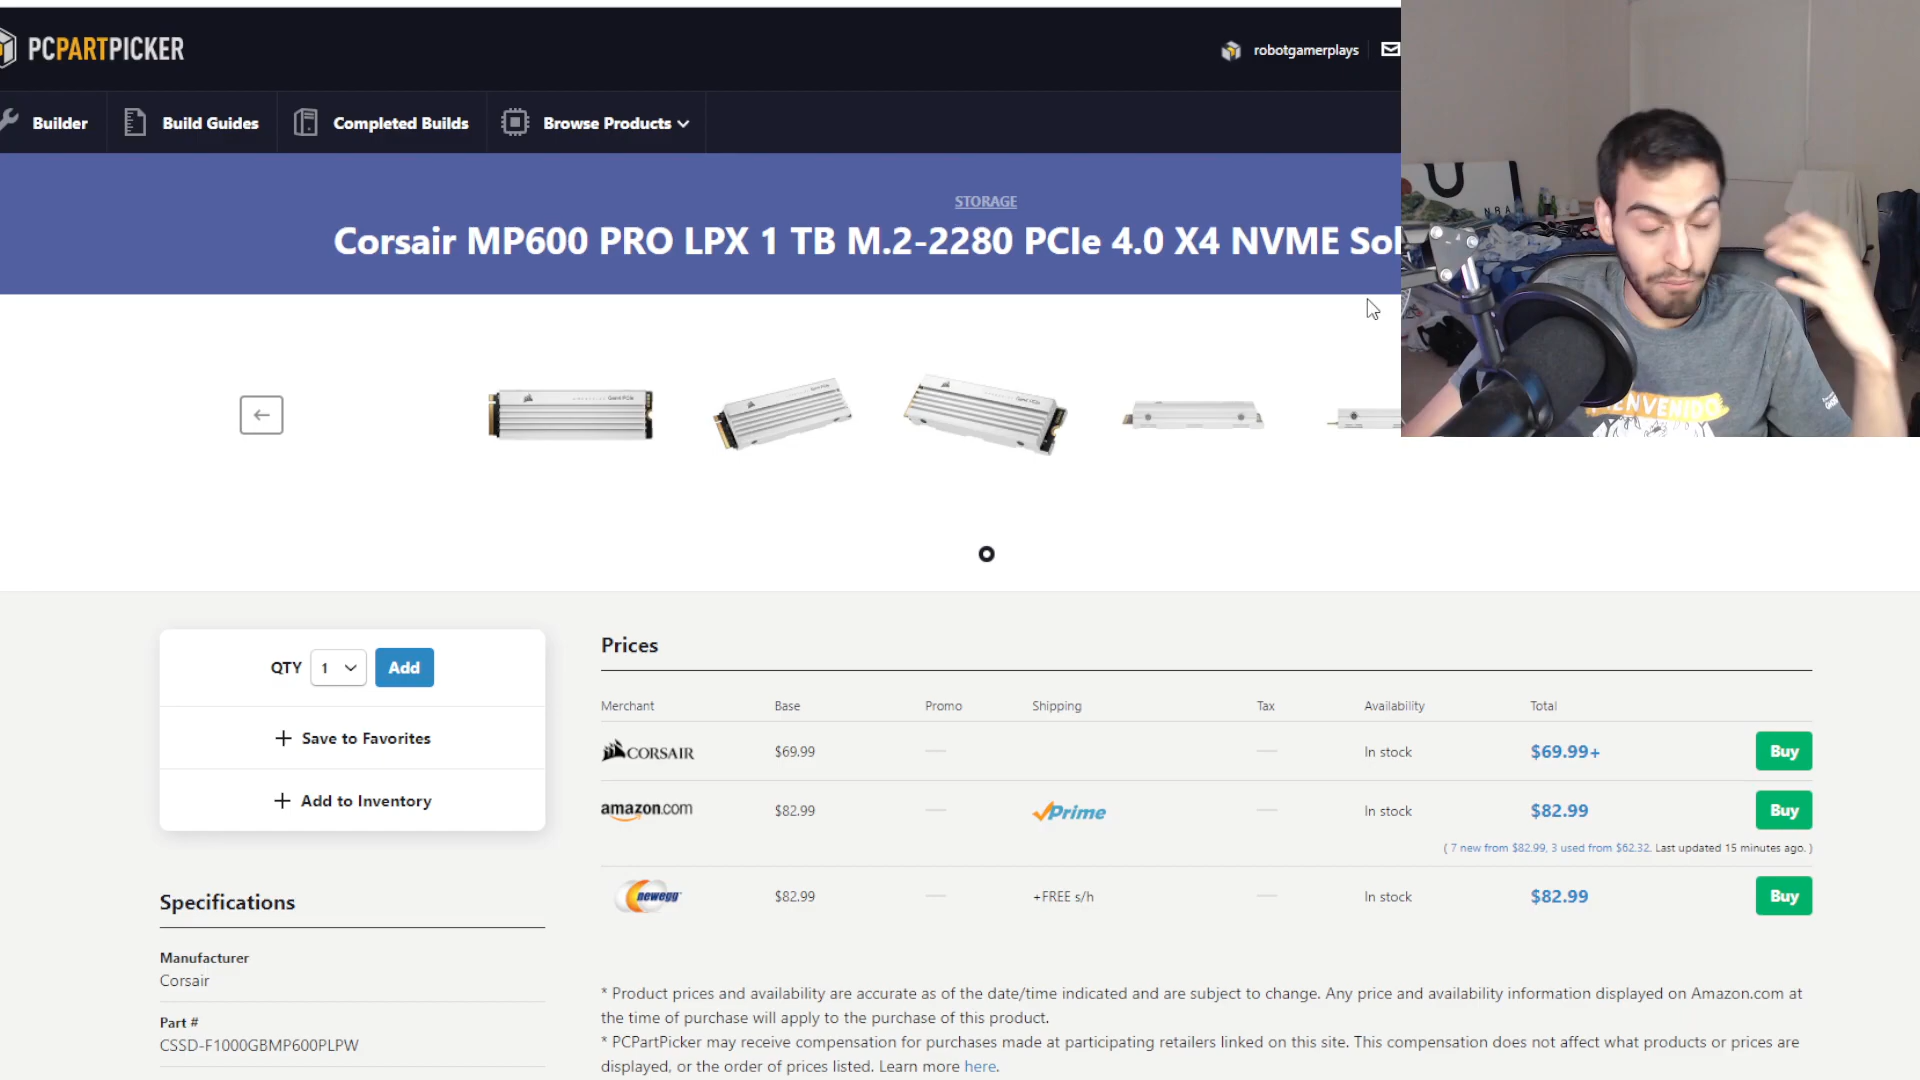 PCPARTPICKER
robotgamerplays
Builder
Build Guides
Completed Builds
Browse Products
STORAGE
Corsair MP600 PRO LPX 1 TB M.2-2280 PCIe 4.0 X4 NVME Sol
NBA
BIENVENIDO
QTY 1 Add
Save to Favorites
Add to Inventory
Prices
Merchant Base Promo Shipping Tax Availability Total
CORSAIR $69.99 — — In stock $69.99+ Buy
amazon.com $82.99 — Prime — In stock $82.99 Buy
( 7 new from $82.99, 3 used from $62.32. Last updated 15 minutes ago. )
newegg $82.99 — +FREE s/h — In stock $82.99 Buy
Specifications
Manufacturer
Corsair
Part #
CSSD-F1000GBMP600PLPW
* Product prices and availability are accurate as of the date/time indicated and are subject to change. Any price and availability information displayed on Amazon.com at
the time of purchase will apply to the purchase of this product.
* PCPartPicker may receive compensation for purchases made at participating retailers linked on this site. This compensation does not affect what products or prices are
displayed, or the order of prices listed. Learn more here.